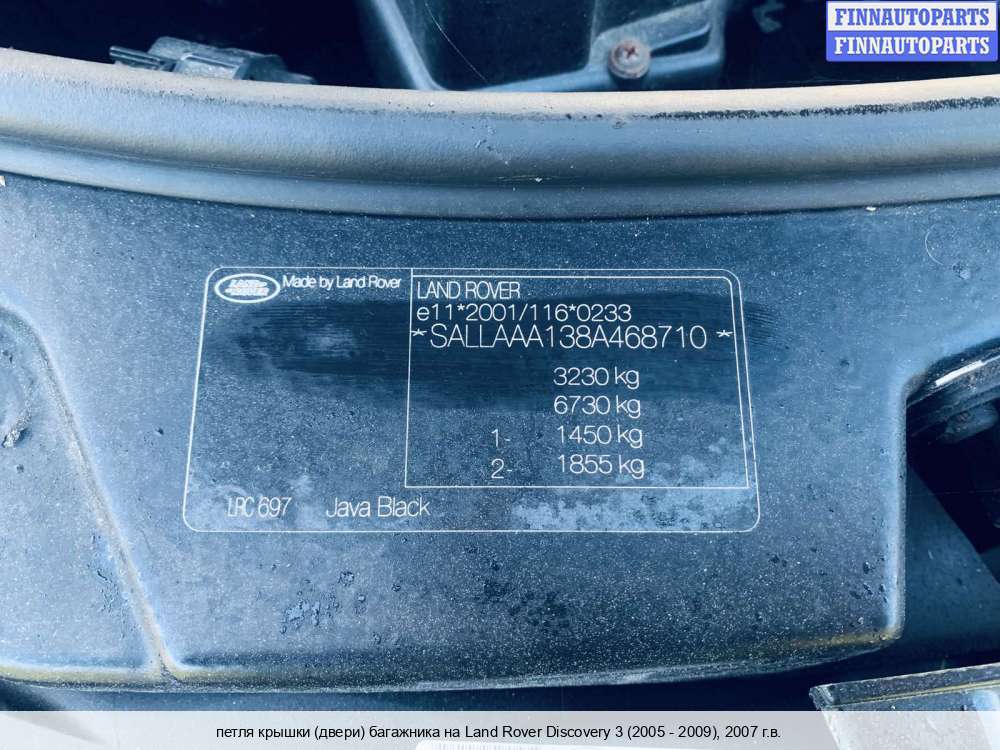 FINNAUTOPARTS
FINNAUTOPARTS
LAND ROVER
Made by Land Rover
LAND ROVER
e11*2001/116*0233
*SALLAAA138A468710 *
3230 kg
6730 kg
1- 1450 kg
2- 1855 kg
LRC 697 Java Black
петля крышки (двери) багажника на Land Rover Discovery 3 (2005 - 2009), 2007 г.в.